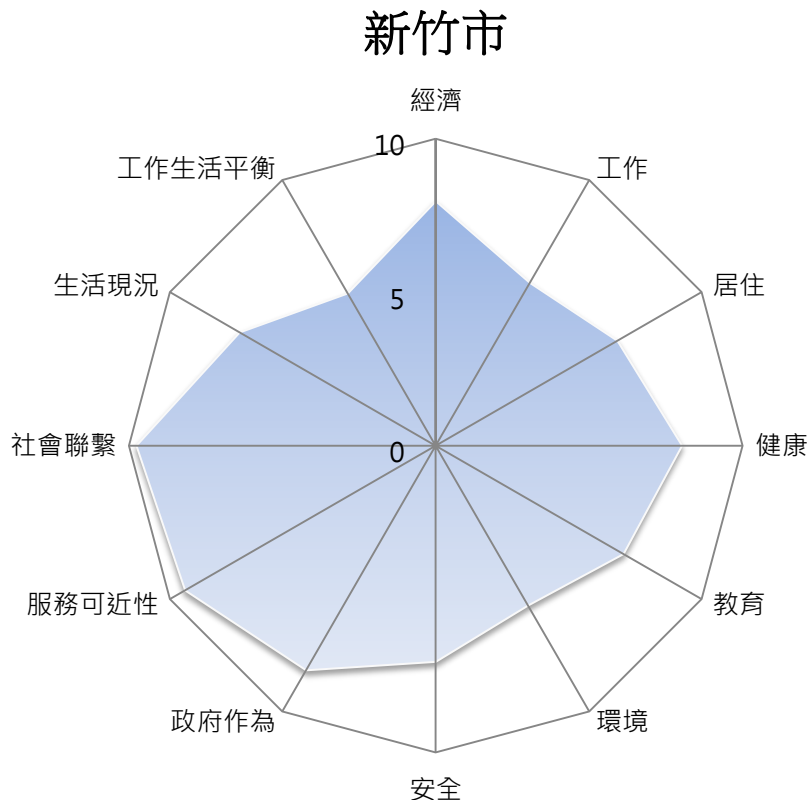 新竹市
經濟
10
工作生活平衡
工作
生活現況
居住
5
社會聯繫
0
健康
服務可近性
教育
政府作為
環境
安全